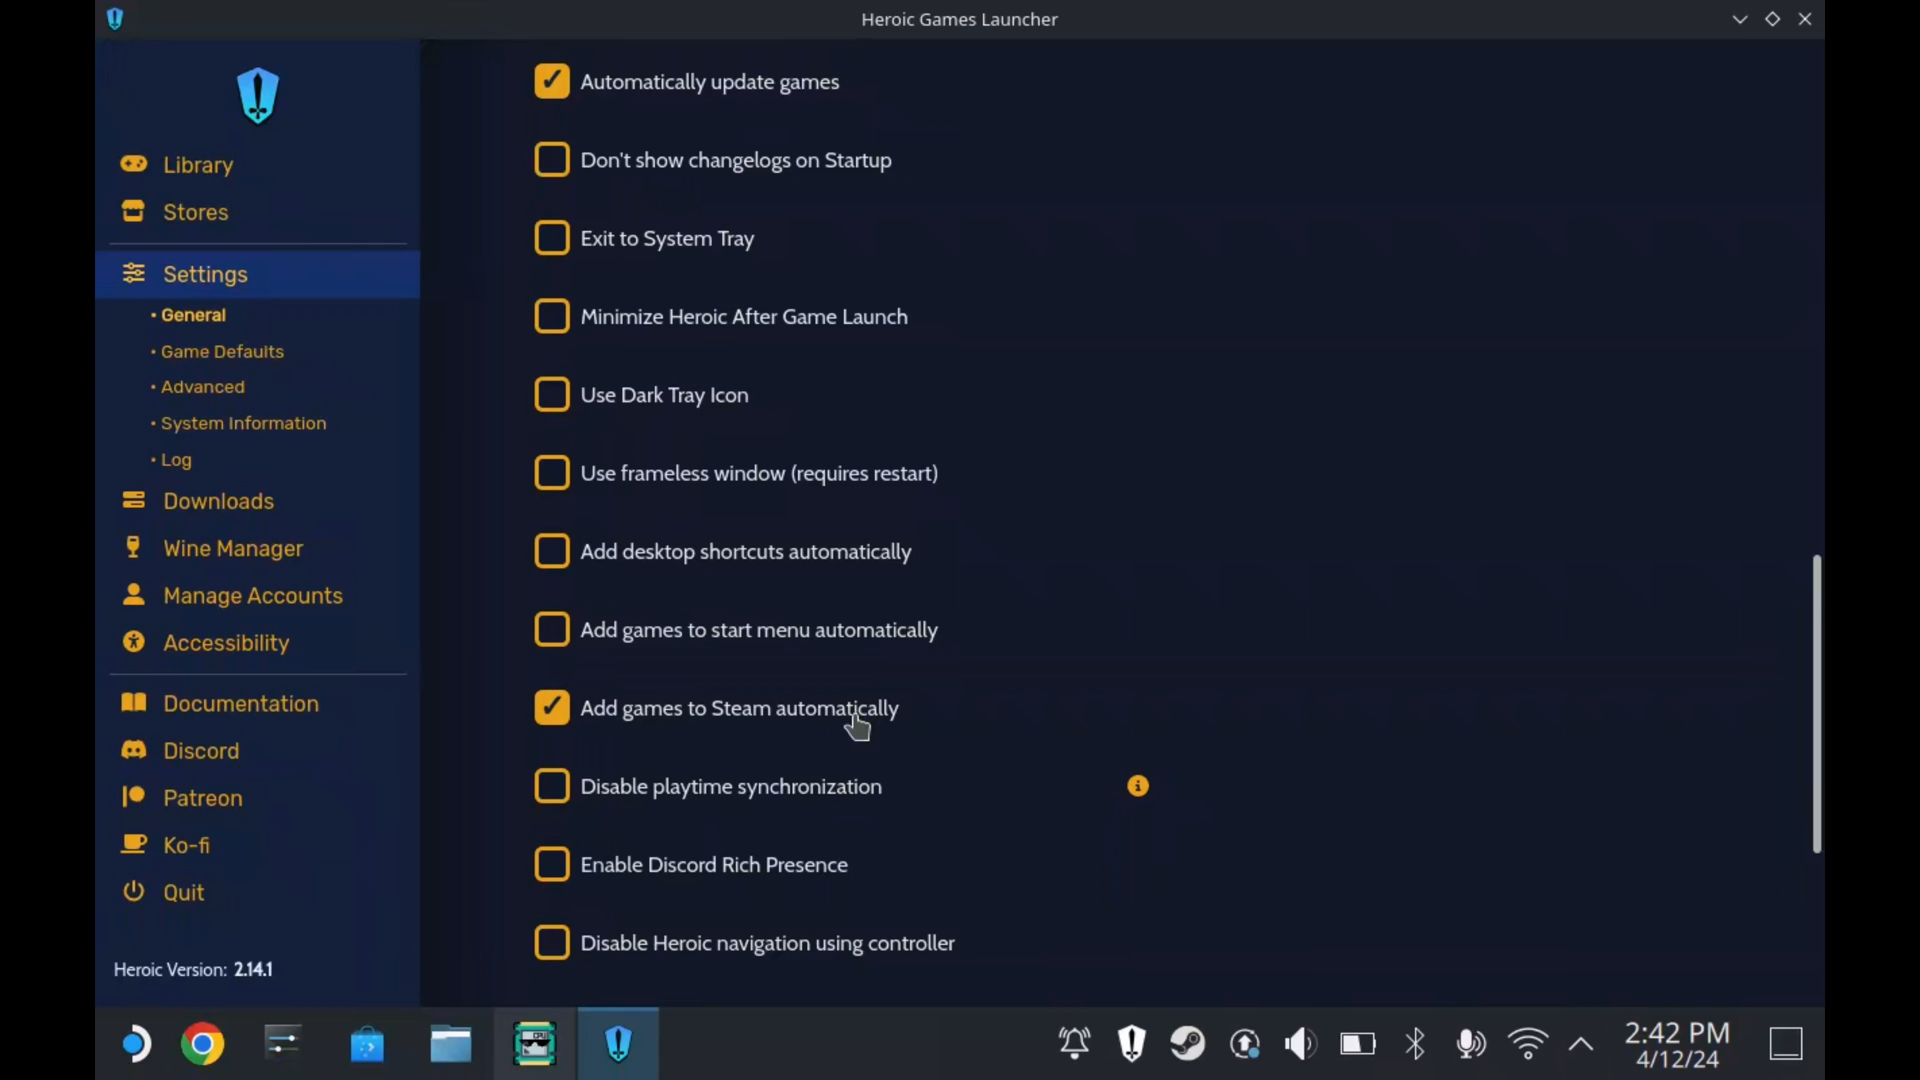 Heroic Games Launcher
Library
Stores
Settings
• General
• Game Defaults
• Advanced
• System Information
• Log
Downloads
Wine Manager
Manage Accounts
Accessibility
Documentation
Discord
Patreon
Ko-fi
Quit
Heroic Version: 2.14.1
Automatically update games
Don't show changelogs on Startup
Exit to System Tray
Minimize Heroic After Game Launch
Use Dark Tray Icon
Use frameless window (requires restart)
Add desktop shortcuts automatically
Add games to start menu automatically
Add games to Steam automatically
Disable playtime synchronization
Enable Discord Rich Presence
Disable Heroic navigation using controller
CPU
2:42 PM
4/12/24